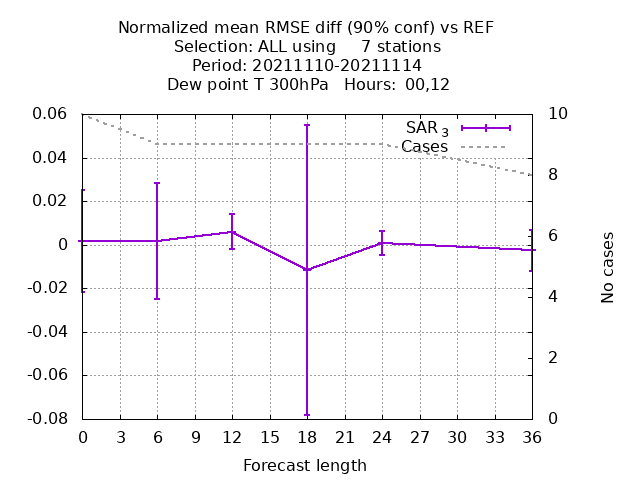 Normalized mean RMSE diff (90% conf) vs REF
Selection: ALL using 7 stations
Period: 20211110-20211114
Dew point T 300hPa Hours: 00,12
0.06
0.04
0.02
0
-0.02
-0.04
-0.06
-0.08
SAR 3
Cases
10
8
6
4
2
0
No cases
0 3 6 9 12 15 18 21 24 27 30 33 36
Forecast length